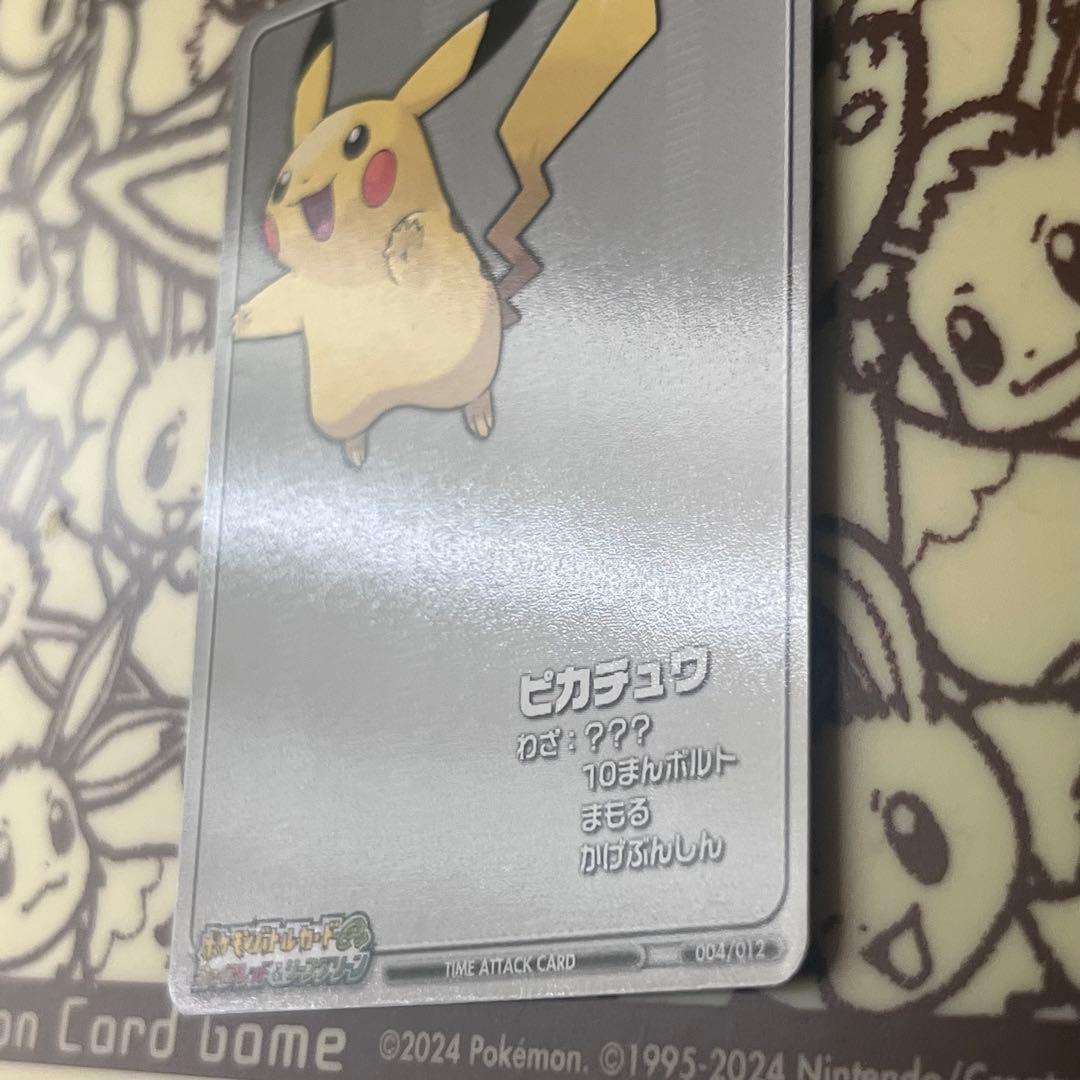 ピカチュウ
わざ：？？？
10まんボルト
まもる
かげぶんしん
TIME ATTACK CARD
004/012
on Card Game
©2024 Pokémon. ©1995-2024 Nintendo/Creat